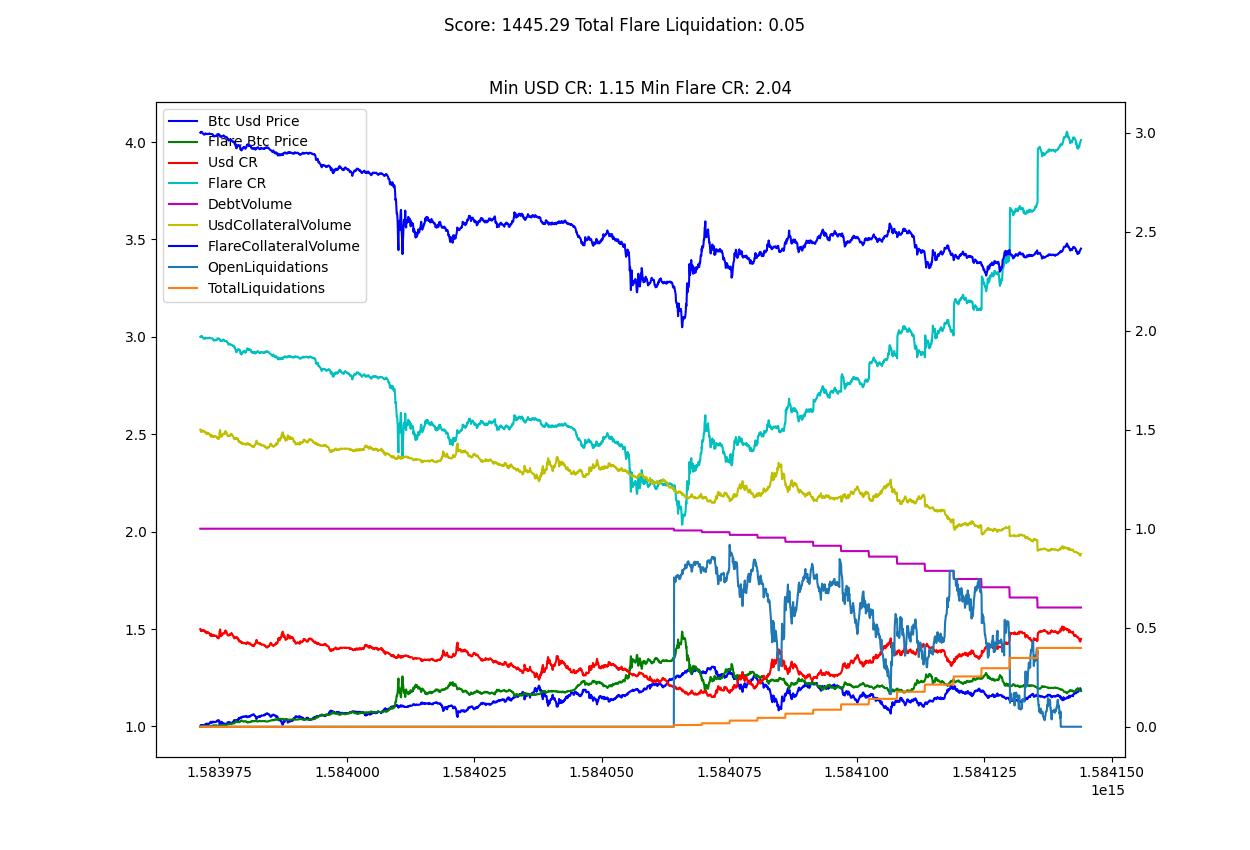 Score: 1445.29 Total Flare Liquidation: 0.05
Min USD CR: 1.15 Min Flare CR: 2.04
Btc Usd Price
Flare Btc Price
Usd CR
Flare CR
DebtVolume
UsdCollateralVolume
FlareCollateralVolume
OpenLiquidations
TotalLiquidations
4.0
3.5
3.0
2.5
2.0
1.5
1.0
3.0
2.5
2.0
1.5
1.0
0.5
0.0
1.583975 1.584000 1.584025 1.584050 1.584075 1.584100 1.584125 1.584150
1e15